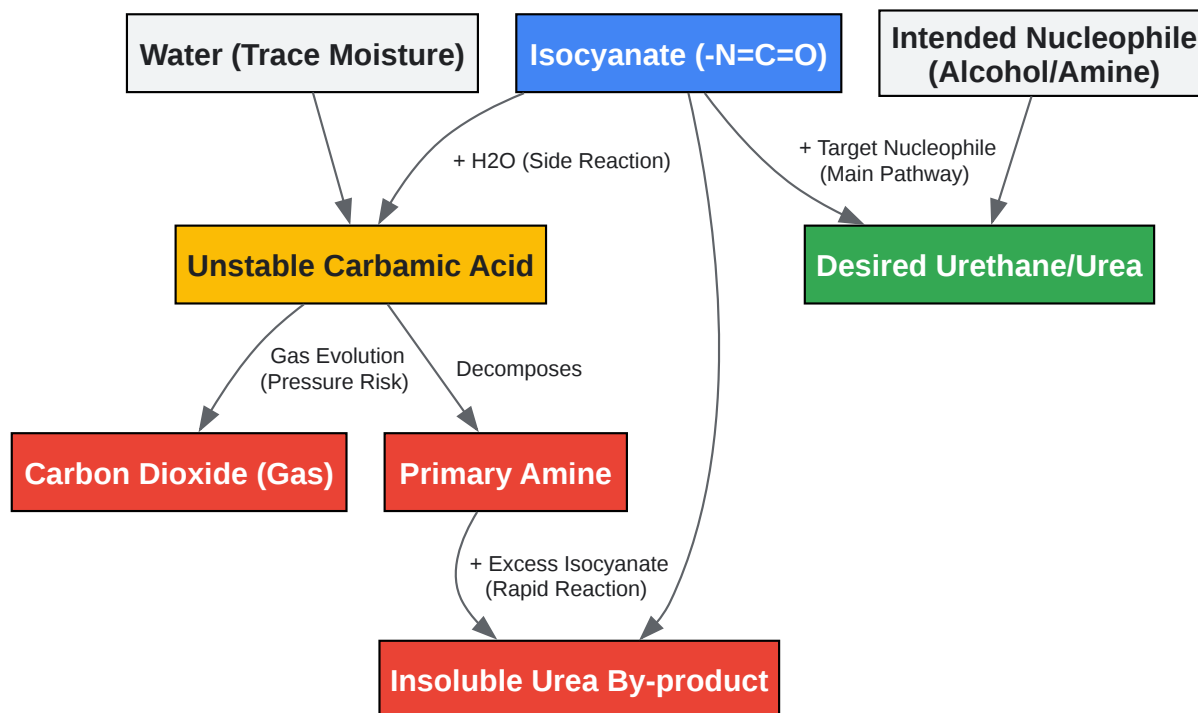 Water (Trace Moisture)
Isocyanate (-N=C=O)
Intended Nucleophile
(Alcohol/Amine)
+ H2O (Side Reaction)
+ Target Nucleophile
(Main Pathway)
Unstable Carbamic Acid
Desired Urethane/Urea
Gas Evolution
(Pressure Risk)
Decomposes
Carbon Dioxide (Gas)
Primary Amine
+ Excess Isocyanate
(Rapid Reaction)
Insoluble Urea By-product